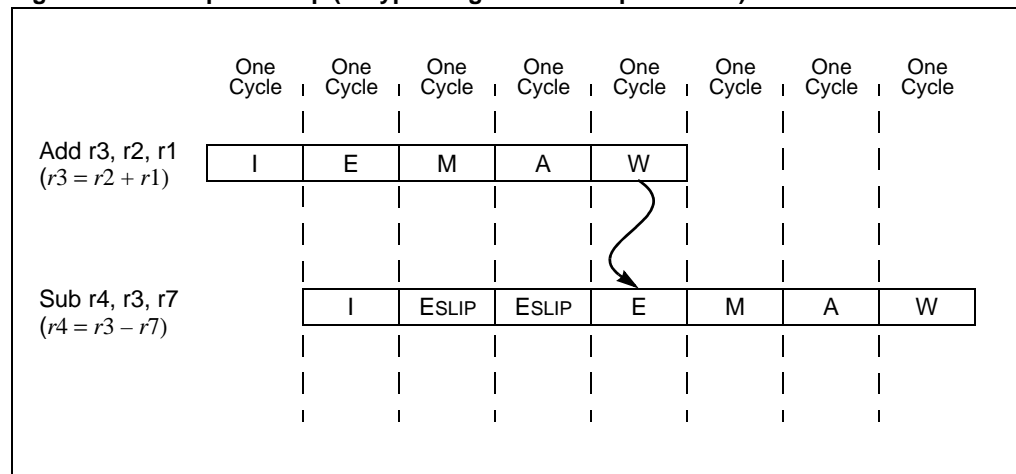 One One One One One One One One
Cycle Cycle Cycle Cycle Cycle Cycle Cycle Cycle
Add r3, r2, r1
I E M A W
(r3 = r2 + r1)
Sub r4, r3, r7
I ESLIP ESLIP E M A W
(r4 = r3 – r7)